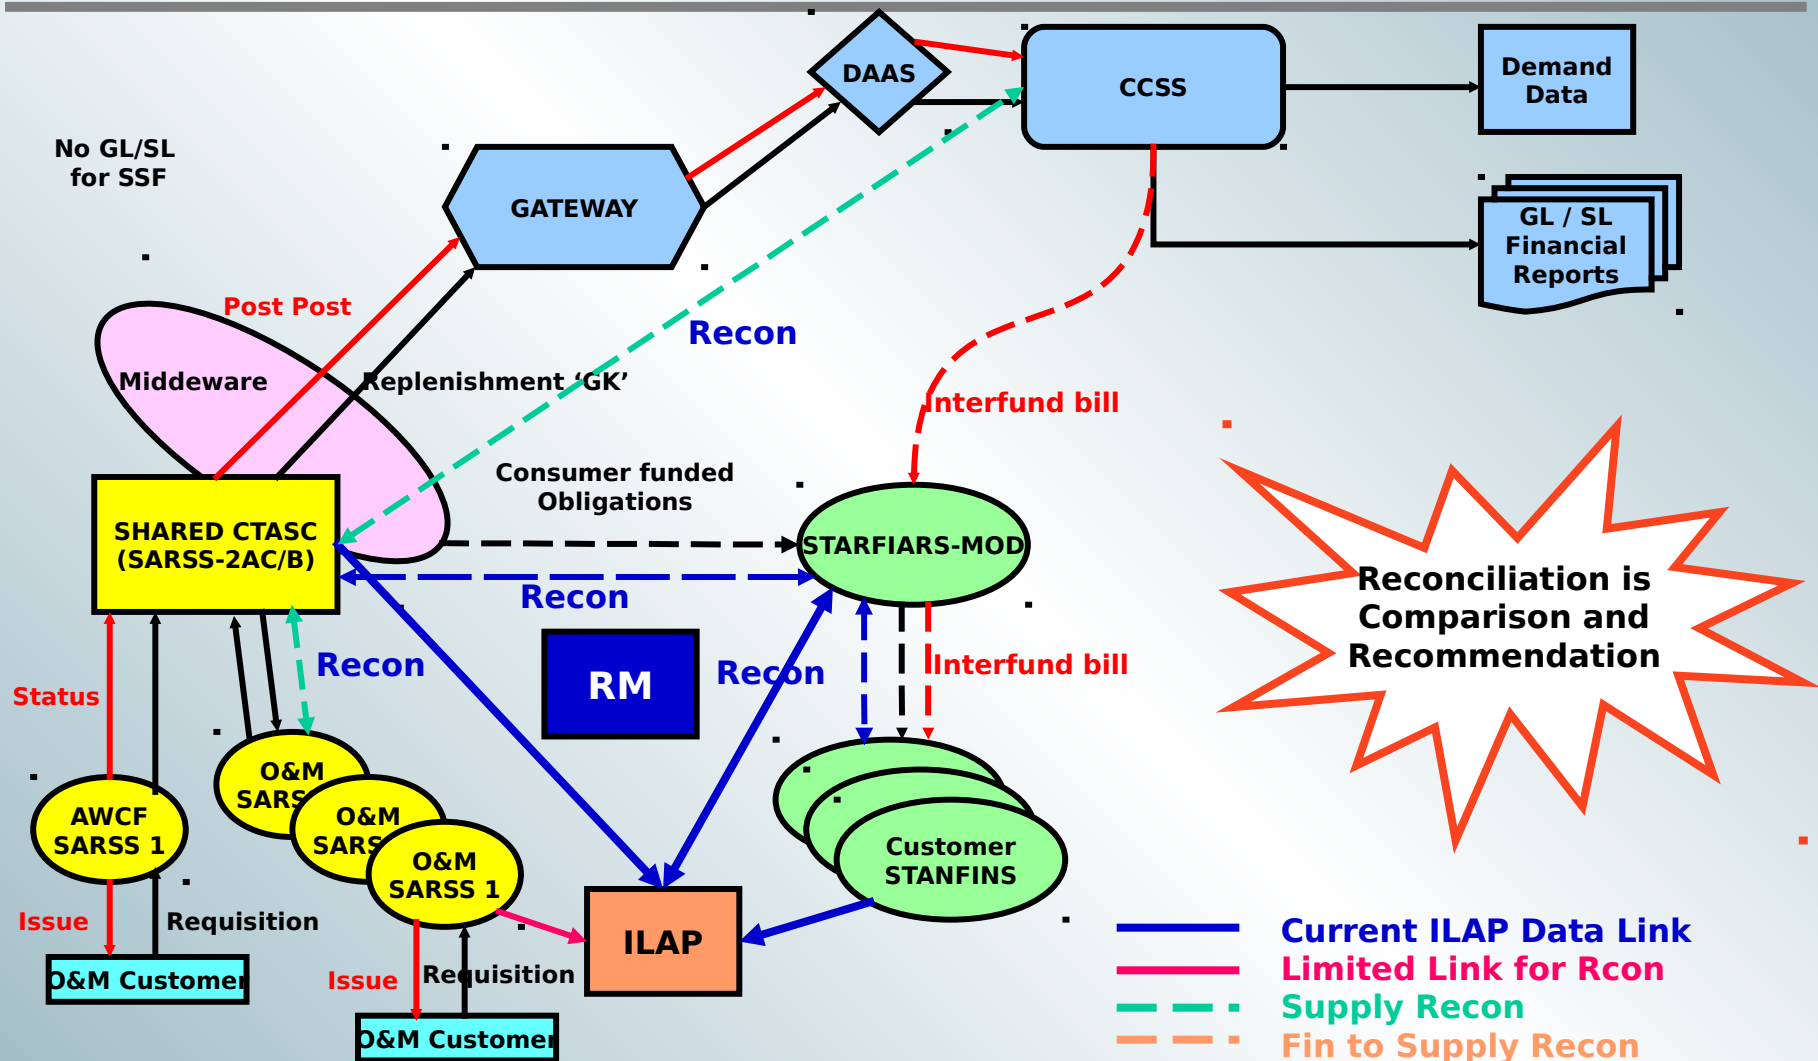 DAAS
CCSS
Demand
Data
No GL/SL
for SSF
GATEWAY
GL / SL
Financial
Reports
Post Post
Recon
Middeware
Replenishment ‘GK’
Interfund bill
Consumer funded
Obligations
SHARED CTASC
(SARSS-2AC/B)
STARFIARS-MOD
Recon
Reconciliation is
Comparison and
Recommendation
Recon
RM
Recon
Interfund bill
Status
O&M
SARS
AWCF
SARSS 1
O&M
SARS
O&M
SARSS 1
Customer
STANFINS
Issue
Requisition
ILAP
O&M Customer
Issue
Requisition
O&M Customer
Current ILAP Data Link
Limited Link for Rcon
Supply Recon
Fin to Supply Recon